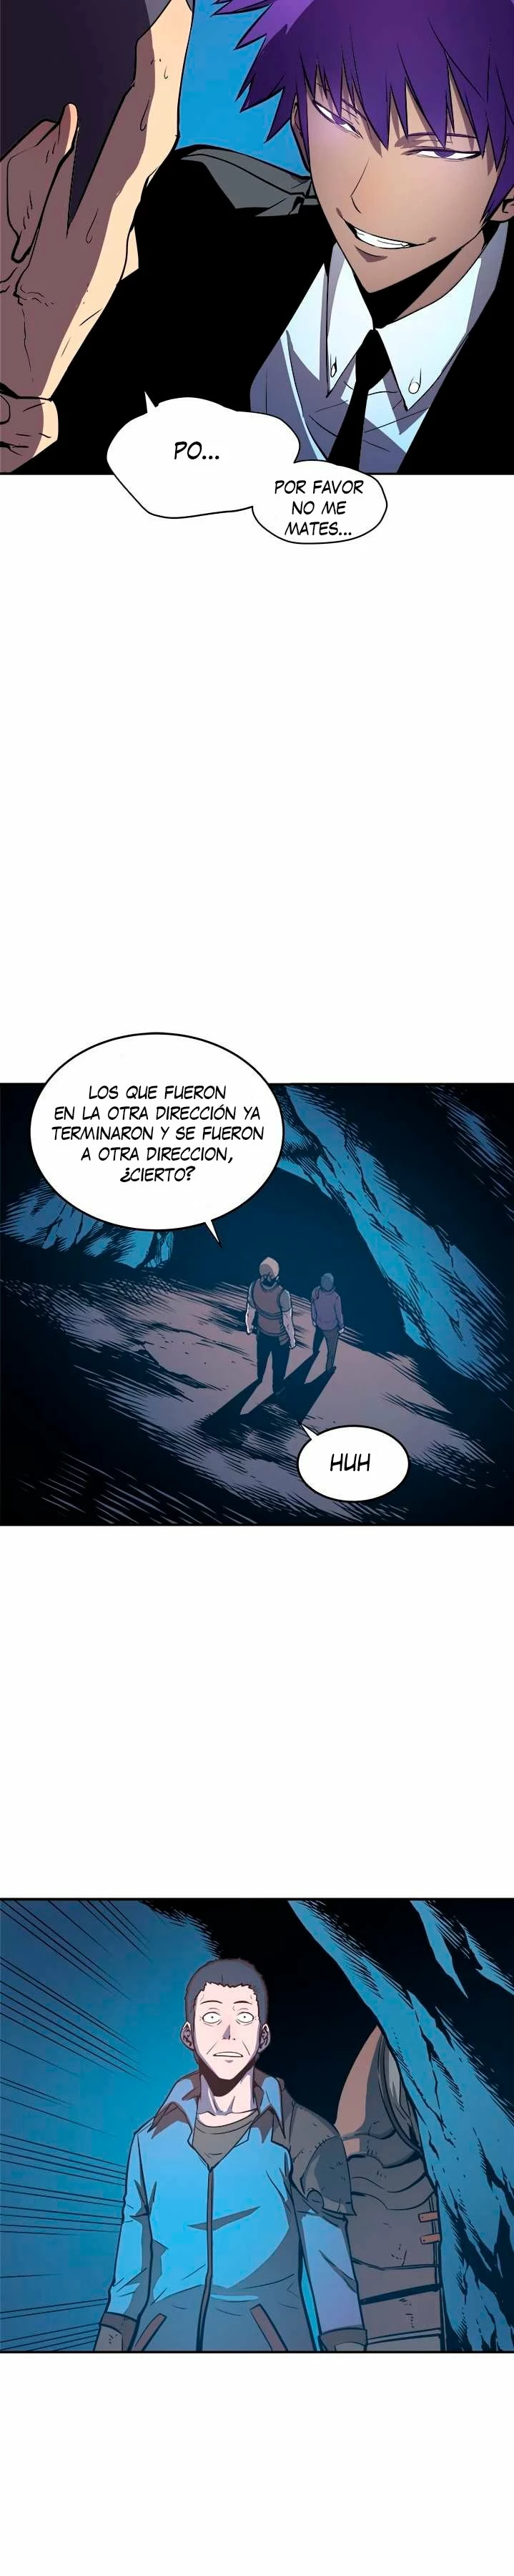 PO...
POR FAVOR
NO ME
MATES...
LOS QUE FUERON
EN LA OTRA DIRECCIÓN YA
TERMINARON Y SE FUERON
A OTRA DIRECCION,
¿CIERTO?
HUH